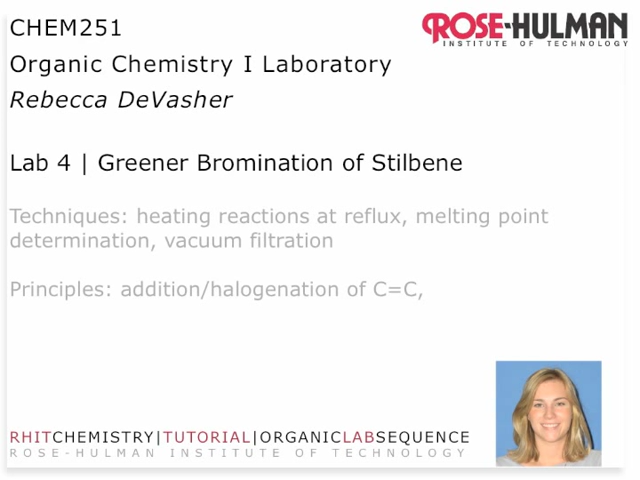 CHEM251
ROSE-HULMAN
INSTITUTE OF TECHNOLOGY
Organic Chemistry I Laboratory
Rebecca DeVasher
Lab 4 | Greener Bromination of Stilbene
Techniques: heating reactions at reflux, melting point
determination, vacuum filtration
Principles: addition/halogenation of C=C,
RHITCHEMISTRY|TUTORIAL|ORGANICLABSEQUENCE
ROSE-HULMAN INSTITUTE OF TECHNOLOGY